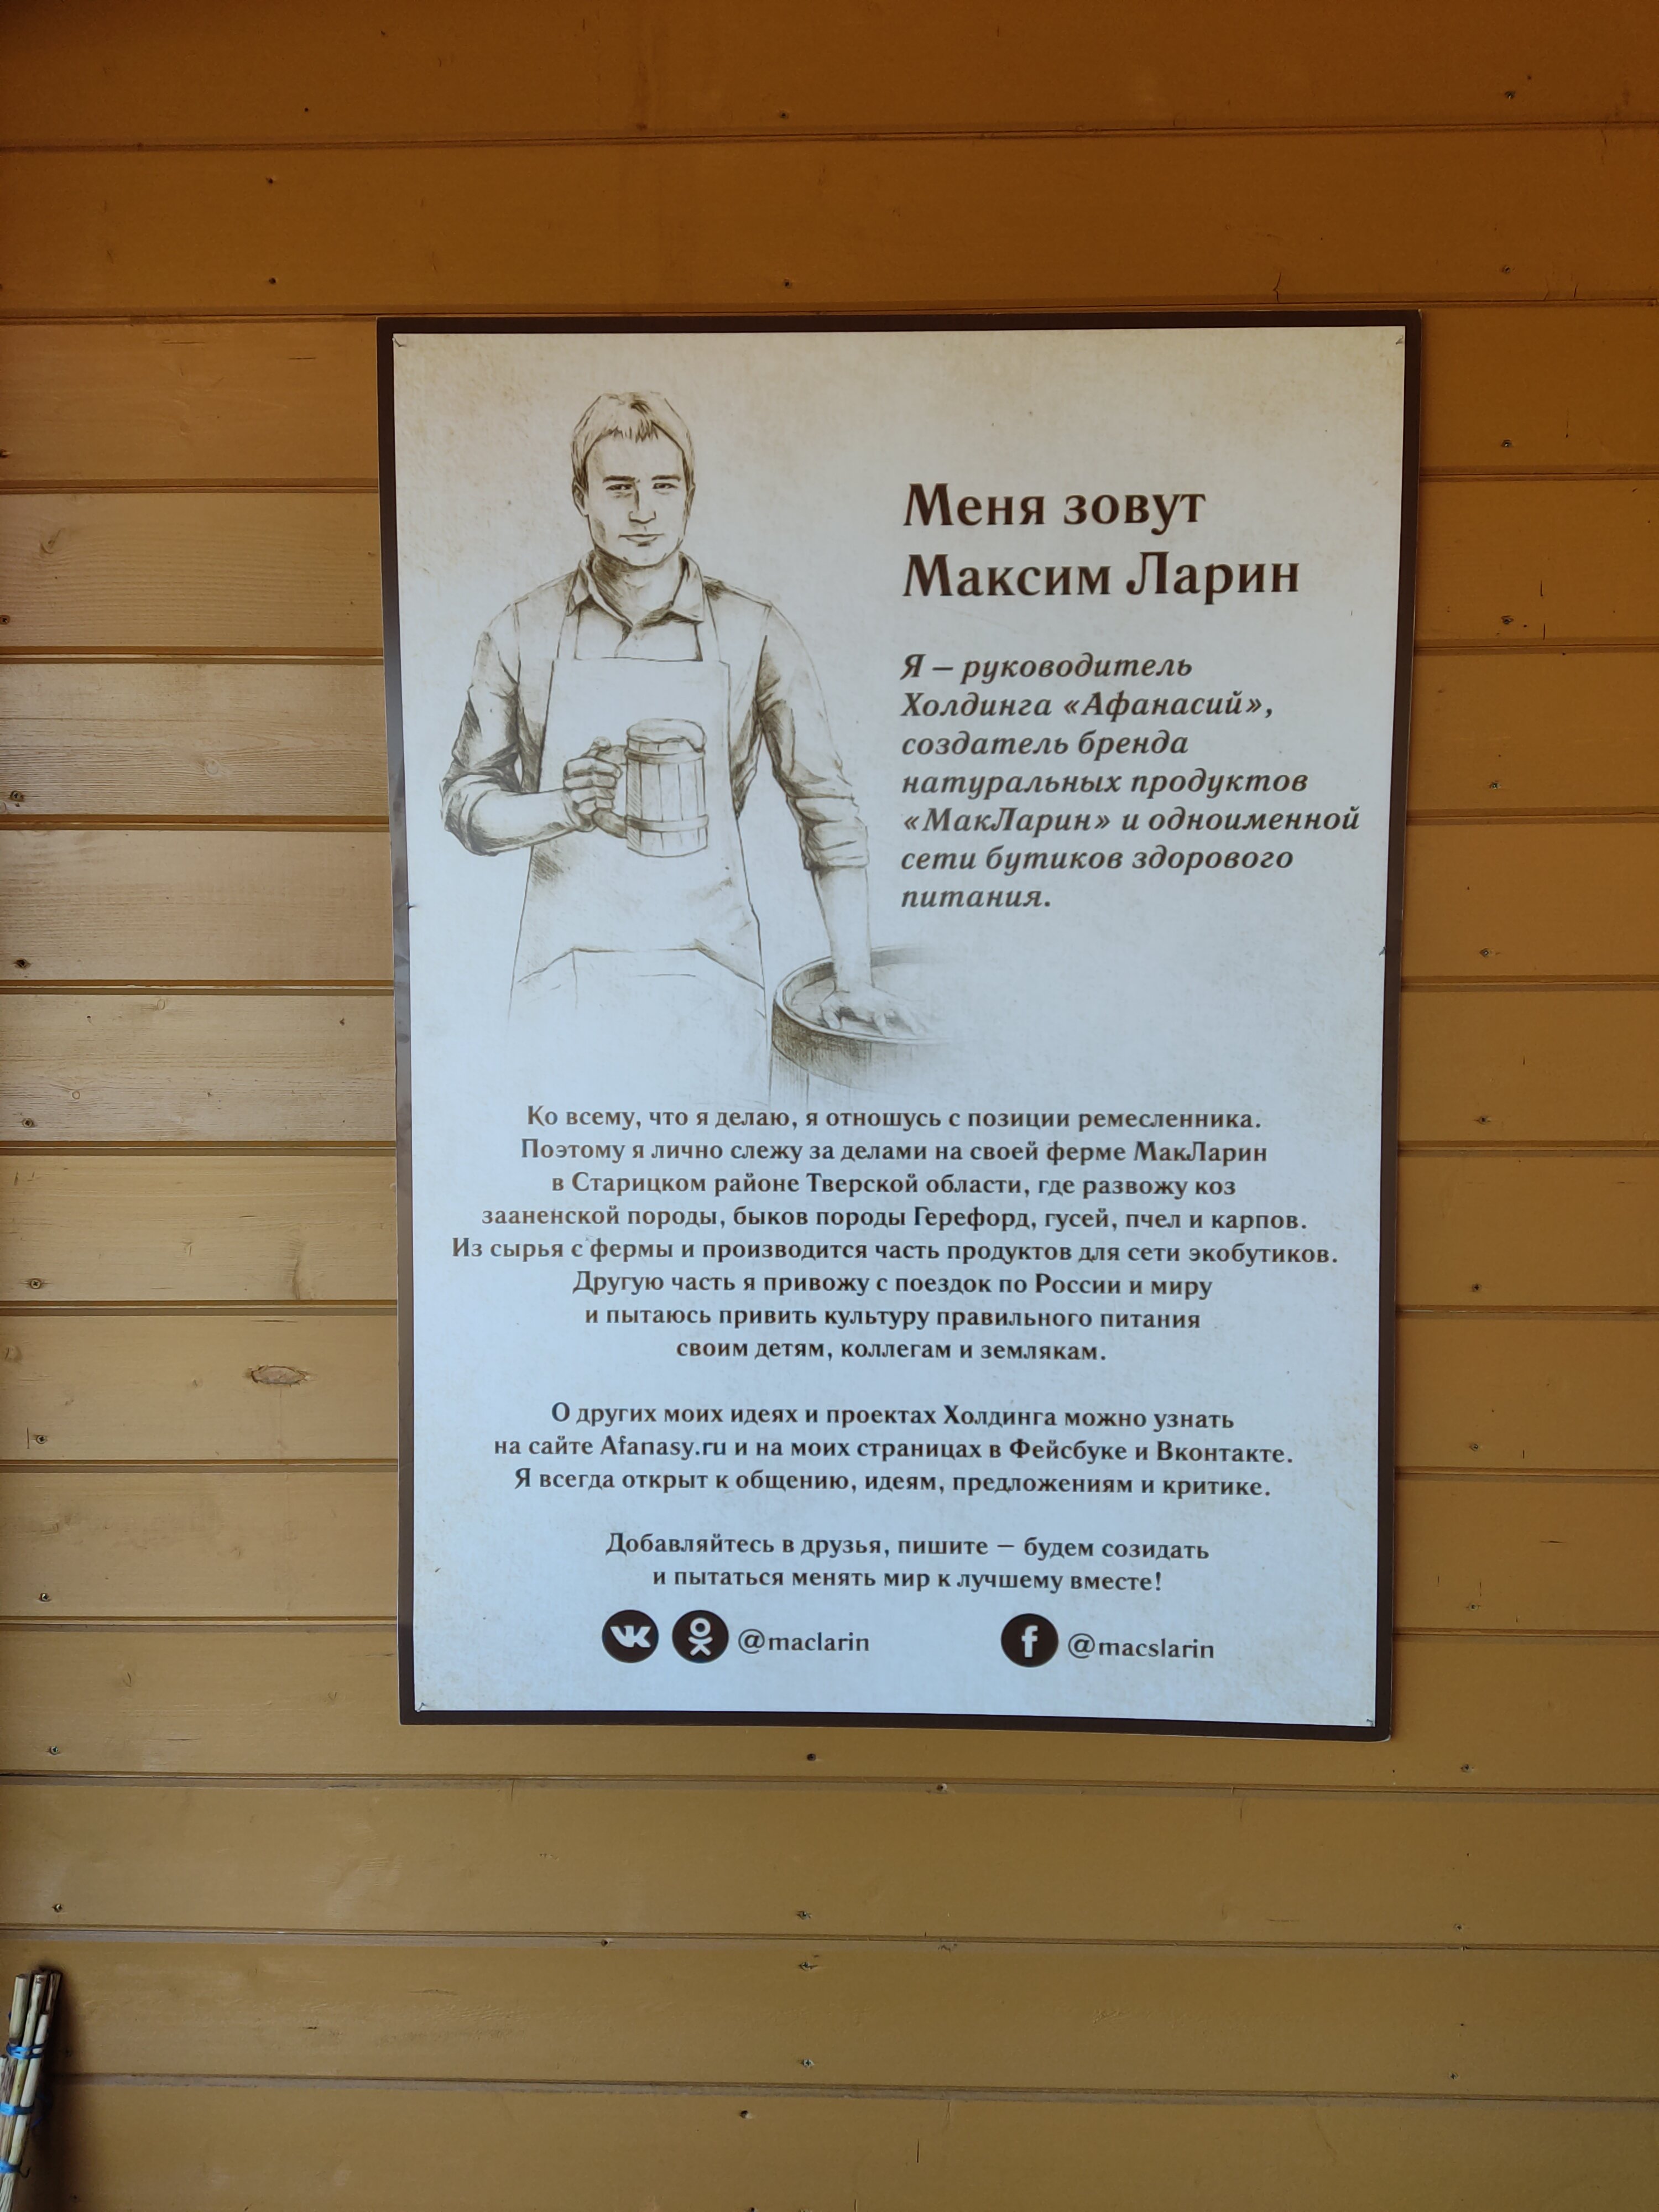 Меня зовут
Максим Ларин
Я – руководитель
Холдинга «Афанасий»,
создатель бренда
натуральных продуктов
«МакЛарин» и одноименной
сети бутиков здорового
питания.
Ко всему, что я делаю, я отношусь с позиции ремесленника.
Поэтому я лично слежу за делами на своей ферме МакЛарин
в Старицком районе Тверской области, где развожу коз
зааненской породы, быков породы Герефорд, гусей, пчел и карпов.
Из сырья с фермы и производится часть продуктов для сети экобутиков.
Другую часть я привожу с поездок по России и миру
и пытаюсь привить культуру правильного питания
своим детям, коллегам и землякам.
О других моих идеях и проектах Холдинга можно узнать
на сайте Afanasy.ru и на моих страницах в Фейсбуке и Вконтакте.
Я всегда открыт к общению, идеям, предложениям и критике.
Добавляйтесь в друзья, пишите – будем созидать
и пытаться менять мир к лучшему вместе!
@maclarin @macslarin